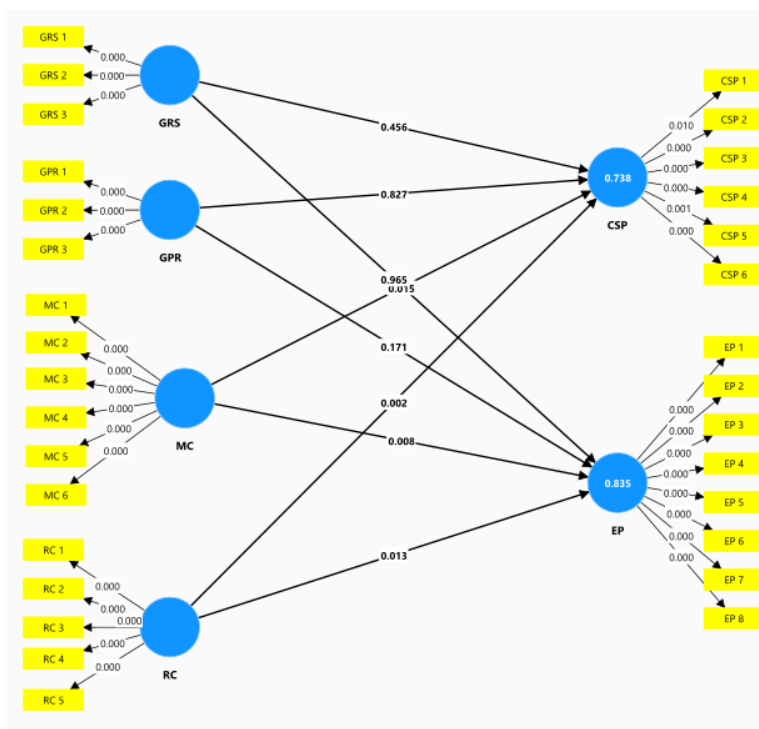 GRS 1
GRS 2
GRS 3
0.000
0.000
0.000
GRS
GPR 1
GPR 2
GPR 3
0.000
0.000
0.000
GPR
MC 1
MC 2
MC 3
MC 4
MC 5
MC 6
0.000
0.000
0.000
0.000
0.000
0.000
MC
RC 1
RC 2
RC 3
RC 4
RC 5
0.000
0.000
0.000
0.000
0.000
RC
0.456
0.827
0.965
0.015
0.171
0.002
0.008
0.013
0.738
CSP
0.010
0.000
0.000
0.000
0.001
0.000
CSP 1
CSP 2
CSP 3
CSP 4
CSP 5
CSP 6
0.835
EP
0.000
0.000
0.000
0.000
0.000
0.000
0.000
0.000
EP 1
EP 2
EP 3
EP 4
EP 5
EP 6
EP 7
EP 8